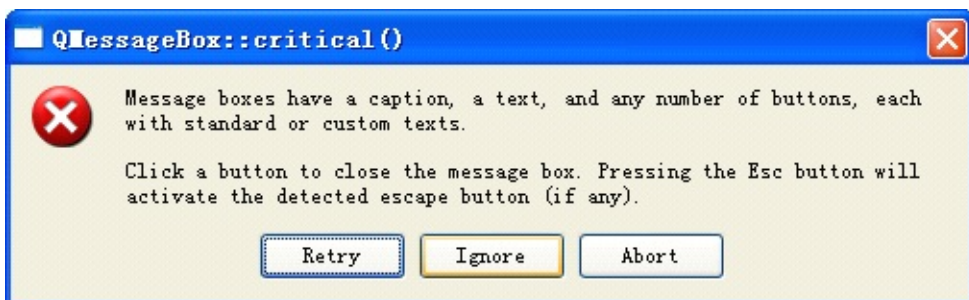 QMessageBox::critical()
Message boxes have a caption, a text, and any number of buttons, each
with standard or custom texts.
Click a button to close the message box. Pressing the Esc button will
activate the detected escape button (if any).
Retry Ignore Abort